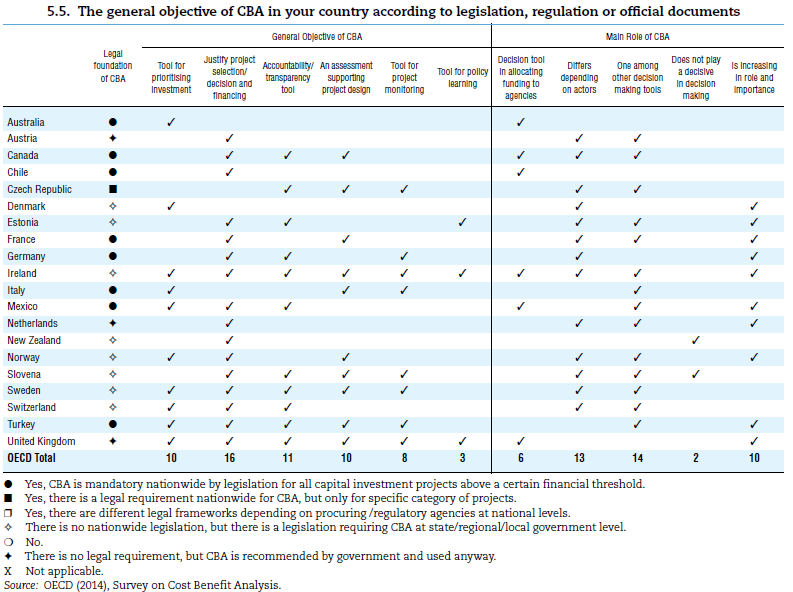 5.5. The general objective of CBA in your country according to legislation, regulation or official documents
General Objective of CBA Main Role of CBA
Legal foundation of CBA
Tool for prioritising investment
Justify project selection/ decision and financing
Accountability/ transparency tool
An assessment supporting project design
Tool for project monitoring
Tool for policy learning
Decision tool in allocating funding to agencies
Differs depending on actors
One among other decision making tools
Does not play a decisive in decision making
Is increasing in role and importance
Australia ● ✓ ✓
Austria ✦ ✓ ✓ ✓
Canada ● ✓ ✓ ✓ ✓ ✓ ✓
Chile ● ✓ ✓
Czech Republic ■ ✓ ✓ ✓ ✓ ✓
Denmark ✧ ✓ ✓ ✓
Estonia ✧ ✓ ✓ ✓ ✓ ✓ ✓
France ● ✓ ✓ ✓ ✓ ✓
Germany ● ✓ ✓ ✓ ✓ ✓
Ireland ✧ ✓ ✓ ✓ ✓ ✓ ✓ ✓ ✓ ✓ ✓
Italy ● ✓ ✓ ✓ ✓
Mexico ● ✓ ✓ ✓ ✓ ✓ ✓
Netherlands ✦ ✓ ✓ ✓ ✓
New Zealand ✧ ✓ ✓
Norway ✧ ✓ ✓ ✓ ✓ ✓ ✓
Slovena ✧ ✓ ✓ ✓ ✓ ✓ ✓ ✓
Sweden ✧ ✓ ✓ ✓ ✓ ✓ ✓ ✓
Switzerland ✧ ✓ ✓ ✓ ✓ ✓
Turkey ● ✓ ✓ ✓ ✓ ✓ ✓ ✓
United Kingdom ✦ ✓ ✓ ✓ ✓ ✓ ✓ ✓ ✓
OECD Total 10 16 11 10 8 3 6 13 14 2 10
● Yes, CBA is mandatory nationwide by legislation for all capital investment projects above a certain financial threshold.
■ Yes, there is a legal requirement nationwide for CBA, but only for specific category of projects.
❒ Yes, there are different legal frameworks depending on procuring /regulatory agencies at national levels.
✧ There is no nationwide legislation, but there is a legislation requiring CBA at state/regional/local government level.
❍ No.
✦ There is no legal requirement, but CBA is recommended by government and used anyway.
X Not applicable.
Source: OECD (2014), Survey on Cost Benefit Analysis.